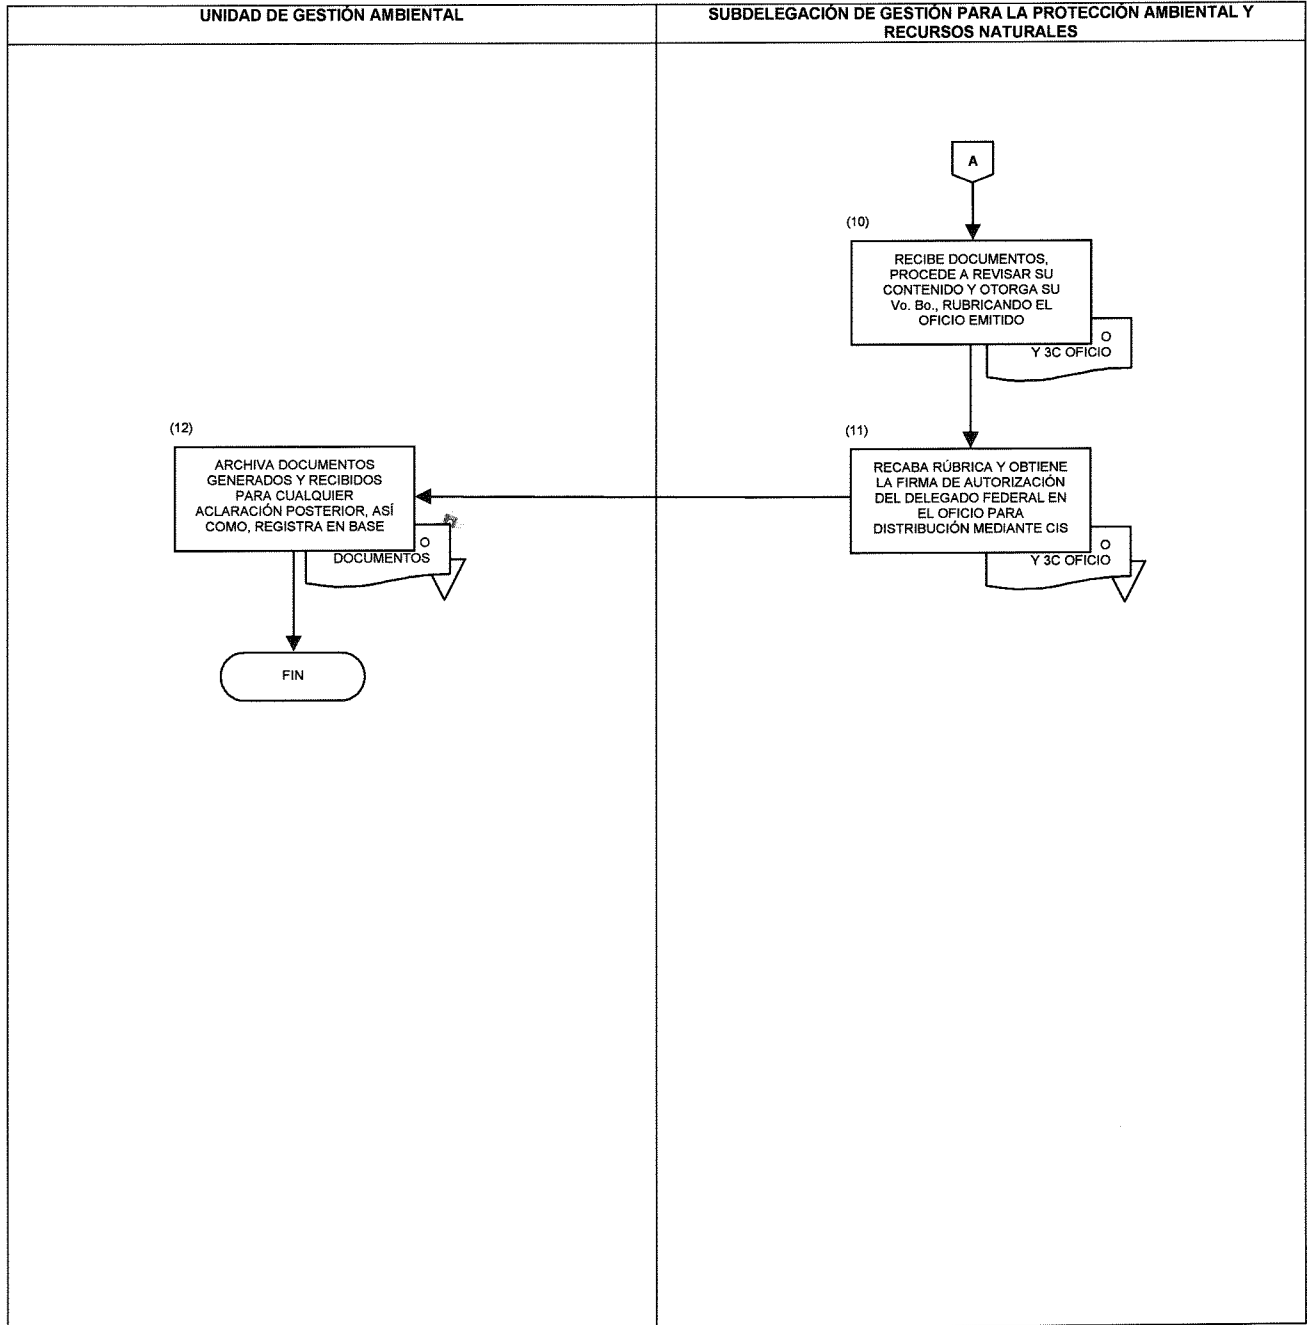 UNIDAD DE GESTIÓN AMBIENTAL
SUBDELEGACIÓN DE GESTIÓN PARA LA PROTECCIÓN AMBIENTAL Y
RECURSOS NATURALES
A
(10)
RECIBE DOCUMENTOS,
PROCEDE A REVISAR SU
CONTENIDO Y OTORGA SU
Vo. Bo., RUBRICANDO EL
OFICIO EMITIDO
O
Y 3C OFICIO
(11)
RECABA RÚBRICA Y OBTIENE
LA FIRMA DE AUTORIZACIÓN
DEL DELEGADO FEDERAL EN
EL OFICIO PARA
DISTRIBUCIÓN MEDIANTE CIS
O
Y 3C OFICIO
(12)
ARCHIVA DOCUMENTOS
GENERADOS Y RECIBIDOS
PARA CUALQUIER
ACLARACIÓN POSTERIOR, ASÍ
COMO, REGISTRA EN BASE
O
DOCUMENTOS
FIN